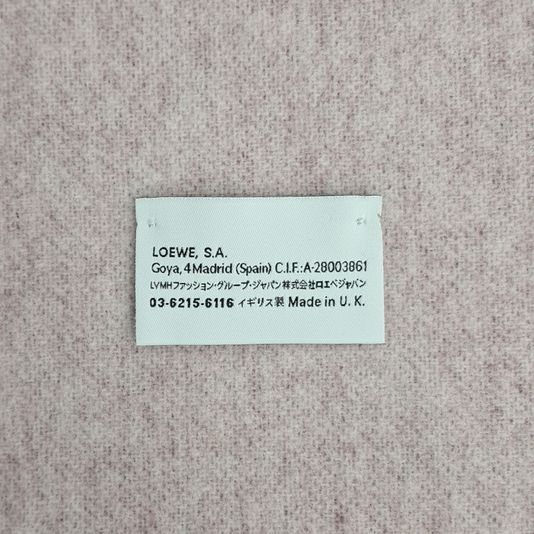 LOEWE, S.A.
Goya, 4 Madrid (Spain) C.I.F.:A-28003861
LVMHファッション・グループ・ジャパン株式会社ロエベジャパン
03-6215-6116 イギリス製 Made in U. K.